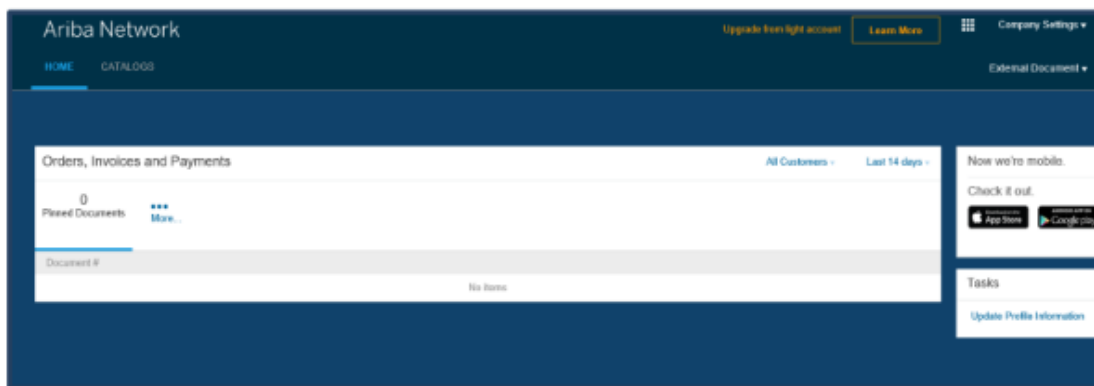 Ariba Network
Upgrade from light account
Learn More
Company Settings
HOME
CATALOGS
External Document
Orders, Invoices and Payments
All Customers
Last 14 days
Now we're mobile.
0
Pinned Documents
More...
Check it out.
App Store
Google play
Document #
No items
Tasks
Update Profile Information